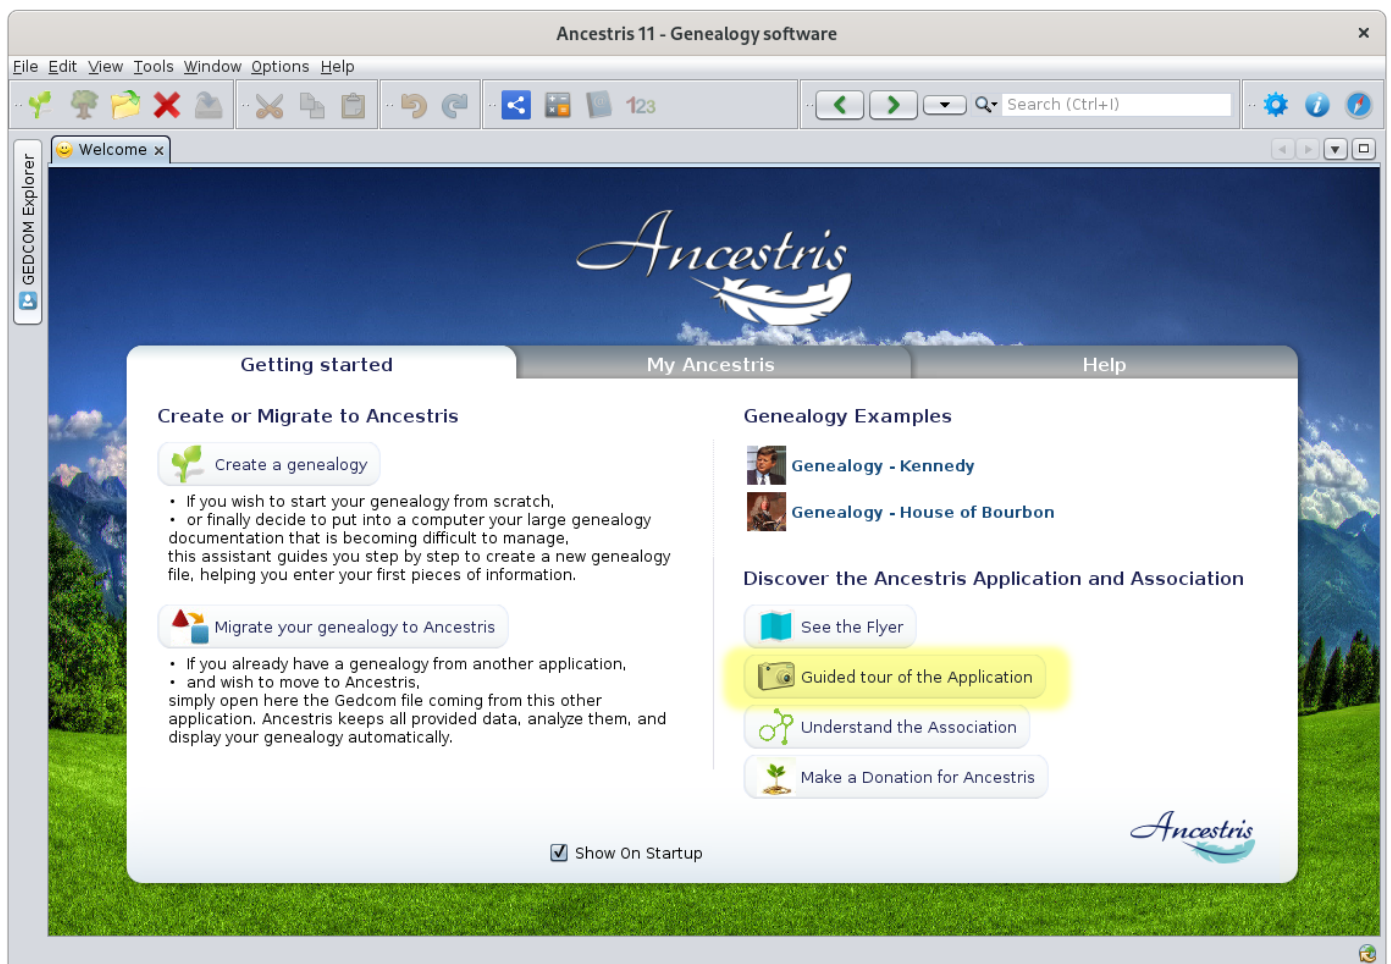 Ancestris 11 - Genealogy software
File Edit View Tools Window Options Help
123
Search (Ctrl+I)
Welcome
GEDCOM Explorer
Ancestris
Getting started
My Ancestris
Help
Create or Migrate to Ancestris
Create a genealogy
• If you wish to start your genealogy from scratch,
• or finally decide to put into a computer your large genealogy
documentation that is becoming difficult to manage,
this assistant guides you step by step to create a new genealogy
file, helping you enter your first pieces of information.
Migrate your genealogy to Ancestris
• If you already have a genealogy from another application,
• and wish to move to Ancestris,
simply open here the Gedcom file coming from this other
application. Ancestris keeps all provided data, analyze them, and
display your genealogy automatically.
Genealogy Examples
Genealogy - Kennedy
Genealogy - House of Bourbon
Discover the Ancestris Application and Association
See the Flyer
Guided tour of the Application
Understand the Association
Make a Donation for Ancestris
Ancestris
Show On Startup